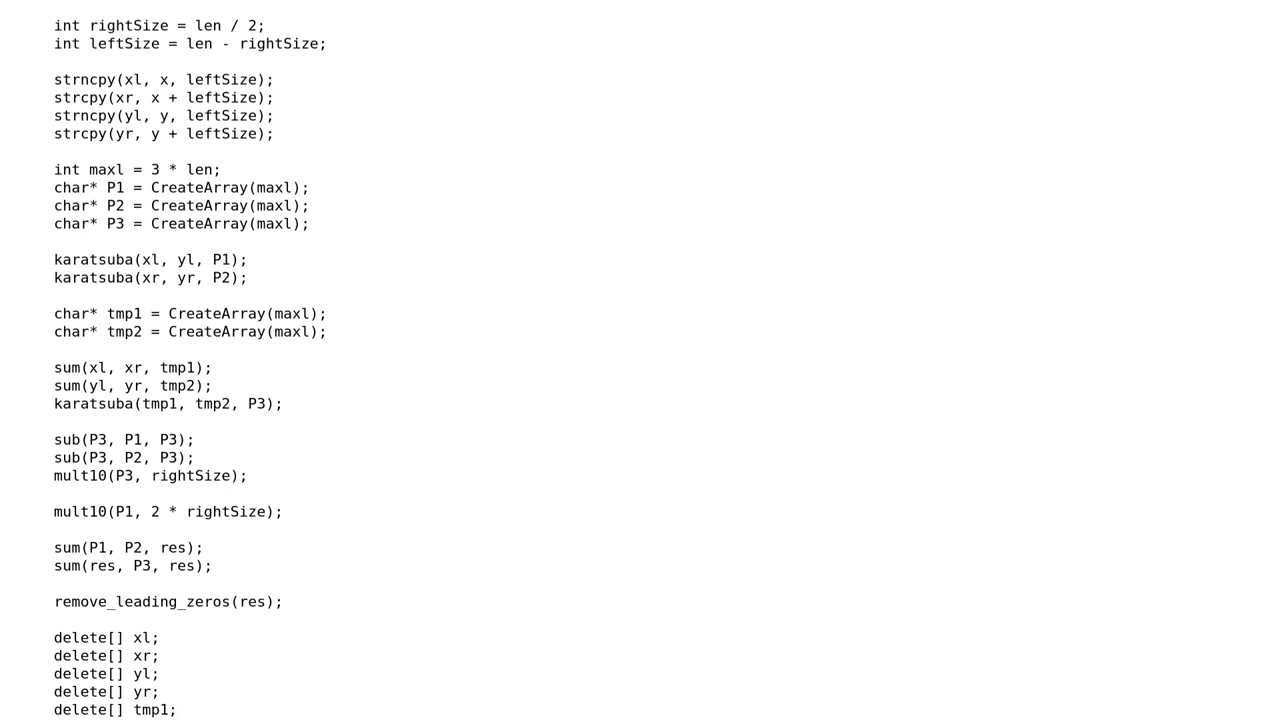 int rightSize = len / 2;
int leftSize = len - rightSize;
strncpy(xl, x, leftSize);
strcpy(xr, x + leftSize);
strncpy(yl, y, leftSize);
strcpy(yr, y + leftSize);
int maxl = 3 * len;
char* P1 = CreateArray(maxl);
char* P2 = CreateArray(maxl);
char* P3 = CreateArray(maxl);
karatsuba(xl, yl, P1);
karatsuba(xr, yr, P2);
char* tmp1 = CreateArray(maxl);
char* tmp2 = CreateArray(maxl);
sum(xl, xr, tmp1);
sum(yl, yr, tmp2);
karatsuba(tmp1, tmp2, P3);
sub(P3, P1, P3);
sub(P3, P2, P3);
mult10(P3, rightSize);
mult10(P1, 2 * rightSize);
sum(P1, P2, res);
sum(res, P3, res);
remove_leading_zeros(res);
delete[] xl;
delete[] xr;
delete[] yl;
delete[] yr;
delete[] tmp1;